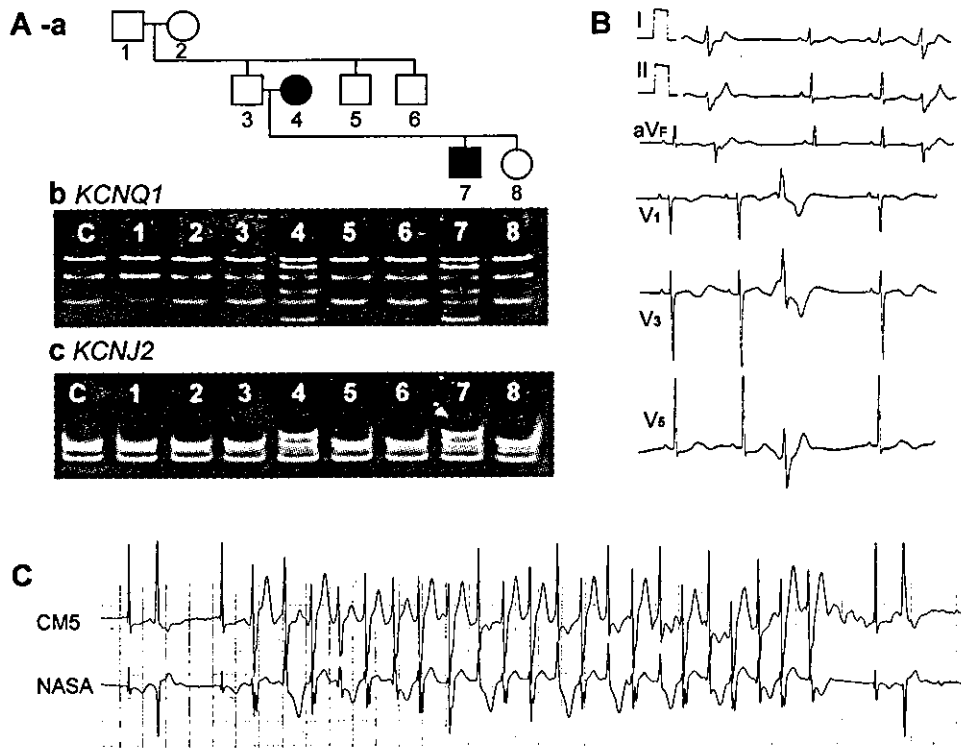 A -a
1 2
3 4 5 6
7 8
b KCNQ1
C 1 2 3 4 5 6 7 8
c KCNJ2
C 1 2 3 4 5 6 7 8
B
I
II
aVF
V1
V3
V5
C
CM5
NASA